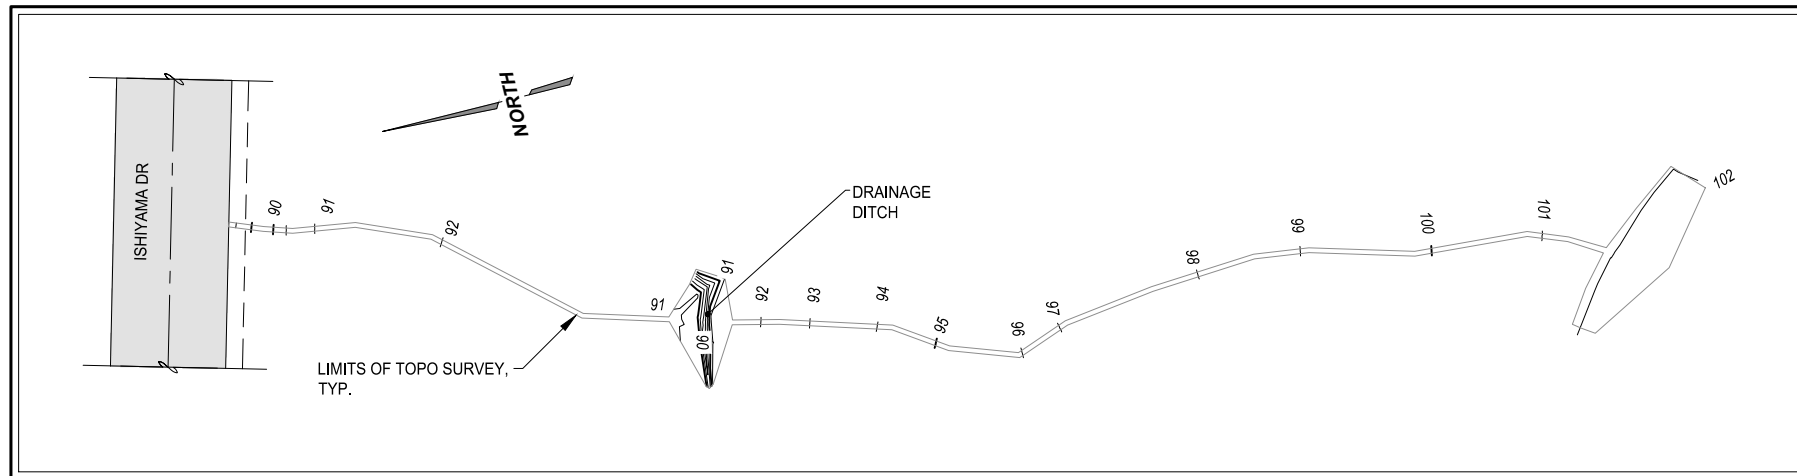 ISHIYAMA DR
NORTH
90
91
92
LIMITS OF TOPO SURVEY,
TYP.
91
90
91
DRAINAGE
DITCH
92
93
94
95
96
97
98
99
100
101
102